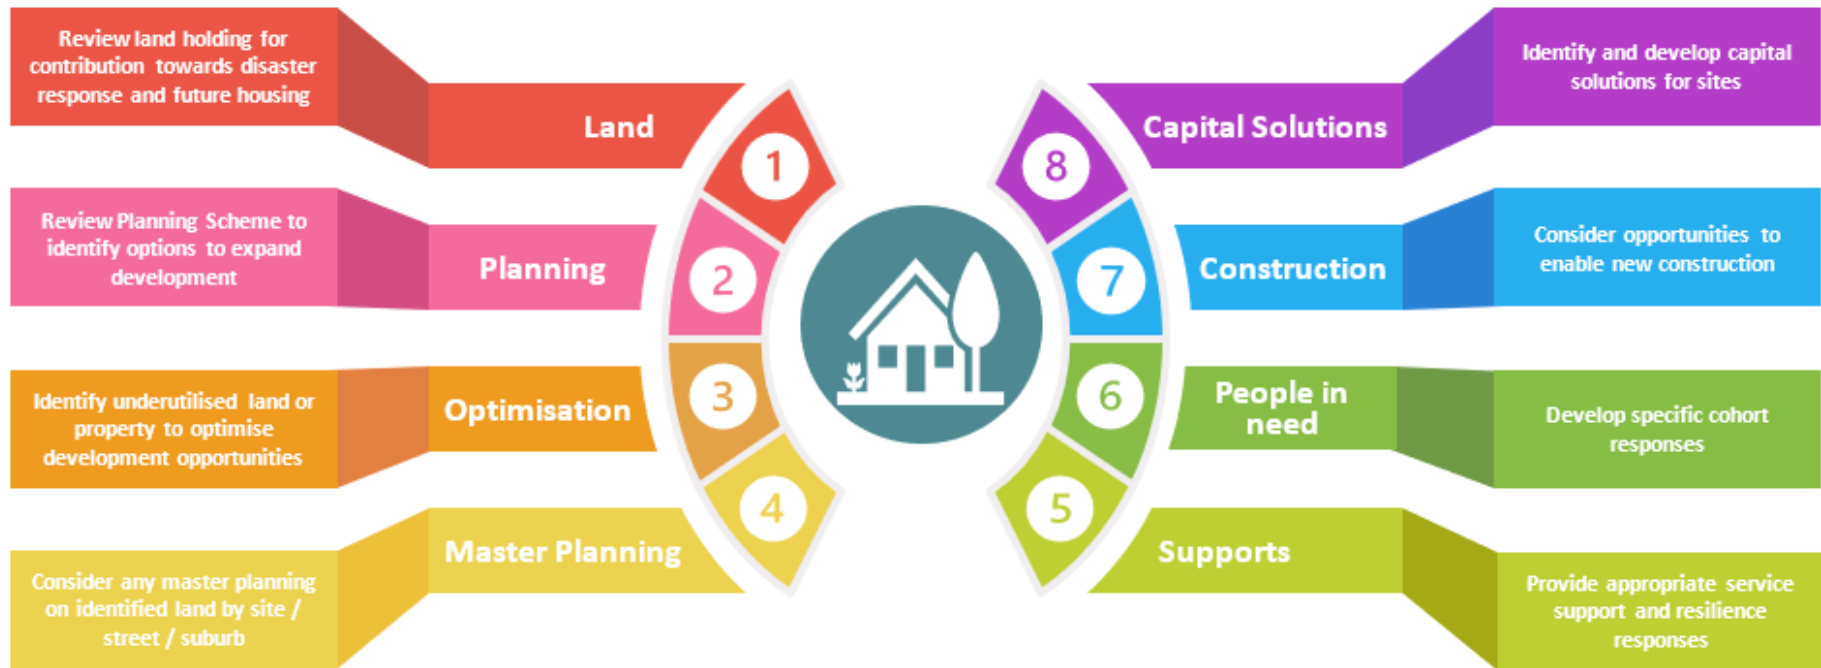 Review land holding for
contribution towards disaster
response and future housing
Land
1
Review Planning Scheme to
identify options to expand
development
Planning
2
Identify underutilised land or
property to optimise
development opportunities
Optimisation
3
Consider any master planning
on identified land by site /
street / suburb
Master Planning
4
8
Capital Solutions
Identify and develop capital
solutions for sites
7
Construction
Consider opportunities to
enable new construction
6
People in
need
Develop specific cohort
responses
5
Supports
Provide appropriate service
support and resilience
responses